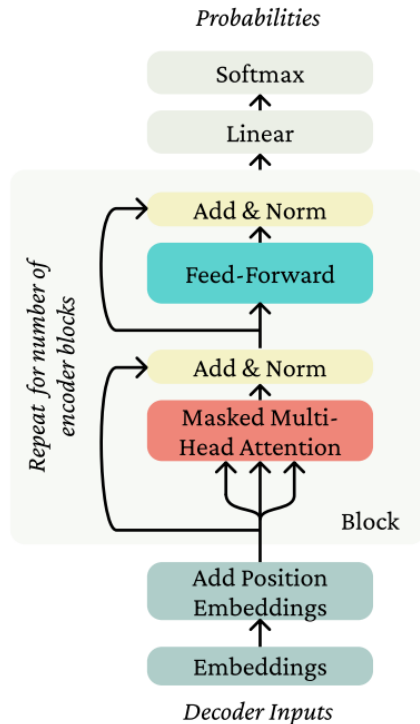 Probabilities
Softmax
Linear
Add & Norm
Feed-Forward
Repeat for number of
encoder blocks
Add & Norm
Masked Multi-
Head Attention
Block
Add Position
Embeddings
Embeddings
Decoder Inputs